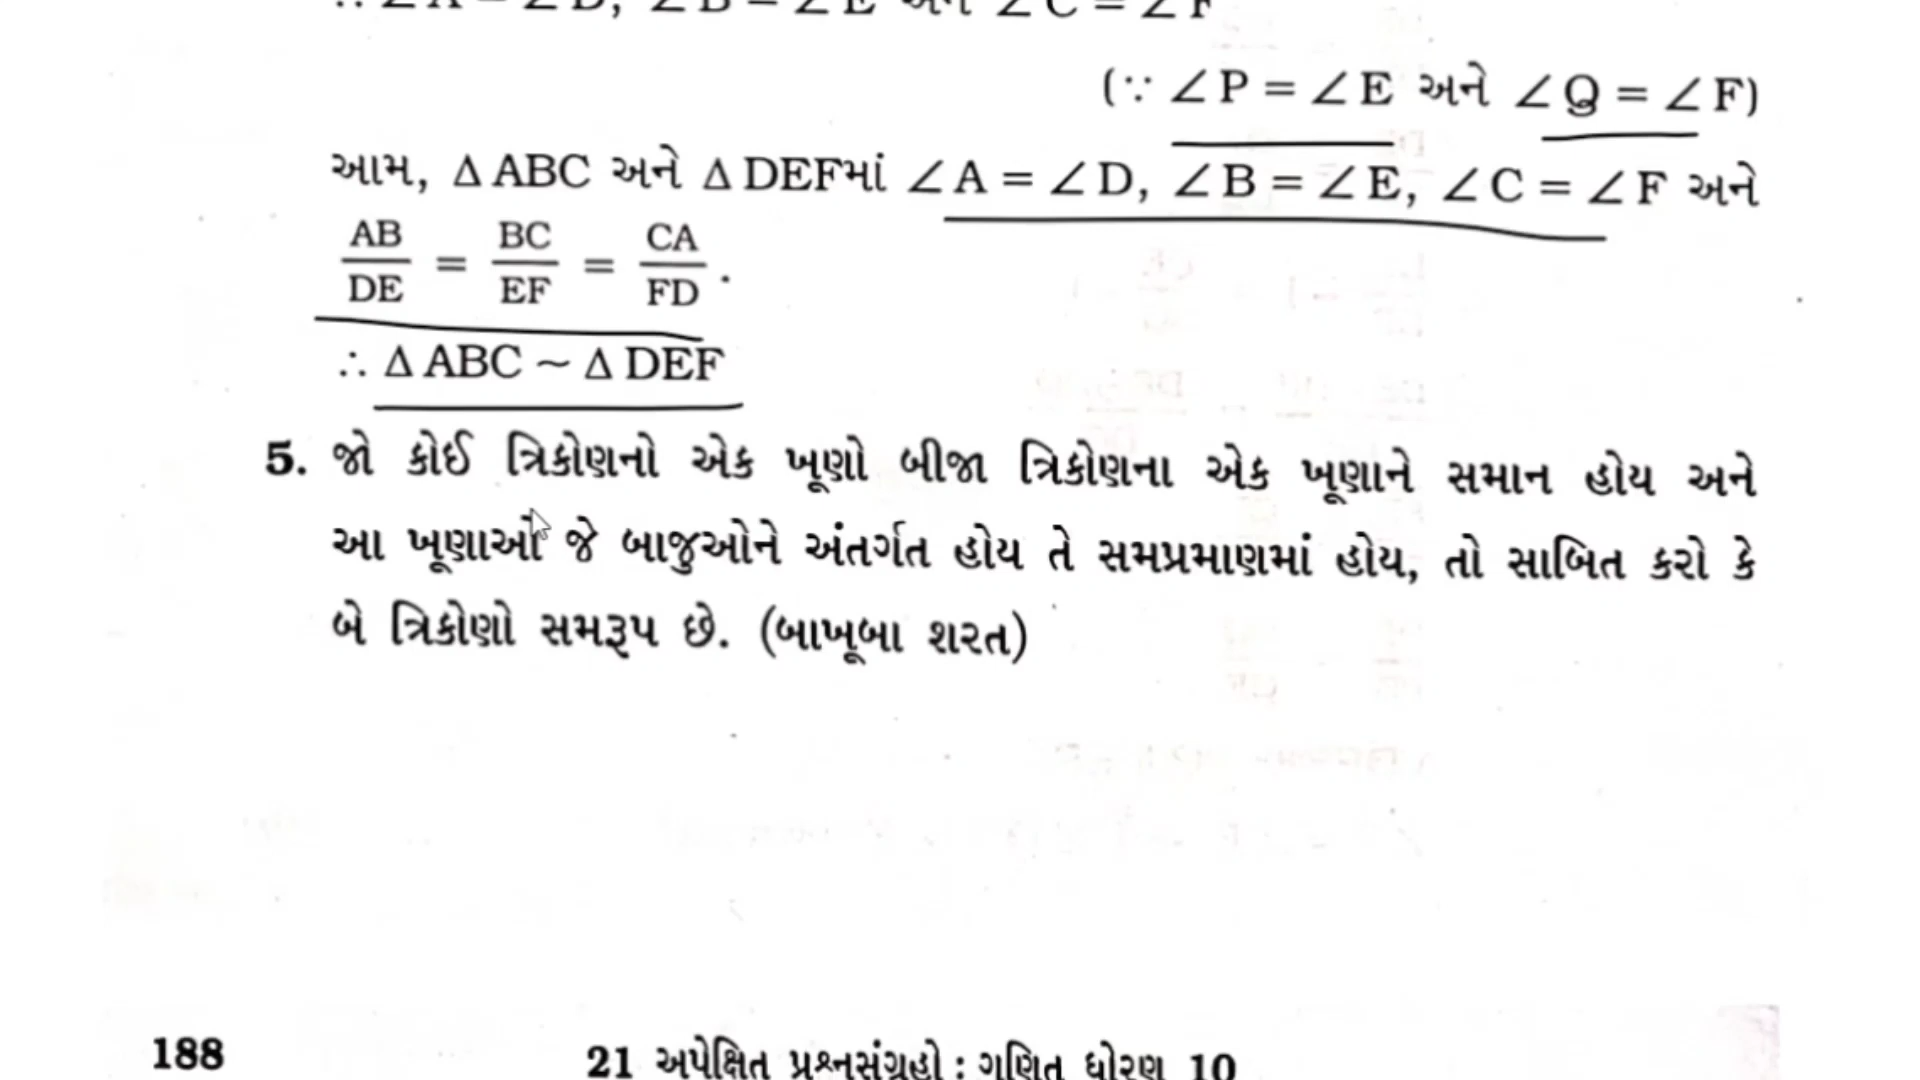 ∴ ∠A = ∠D, ∠B = ∠E અને ∠C = ∠F
(∵ ∠P = ∠E અને ∠Q = ∠F)
આમ, Δ ABC અને Δ DEFમાં ∠A = ∠D, ∠B = ∠E, ∠C = ∠F અને
AB/DE = BC/EF = CA/FD .
∴ Δ ABC ~ Δ DEF
5. જો કોઈ ત્રિકોણનો એક ખૂણો બીજા ત્રિકોણના એક ખૂણાને સમાન હોય અને
આ ખૂણાઓ જે બાજુઓને અંતર્ગત હોય તે સમપ્રમાણમાં હોય, તો સાબિત કરો કે
બે ત્રિકોણો સમરૂપ છે. (બાખૂબા શરત)
188 21 અપેક્ષિત પ્રશ્નસંગ્રહો : ગણિત ધોરણ 10